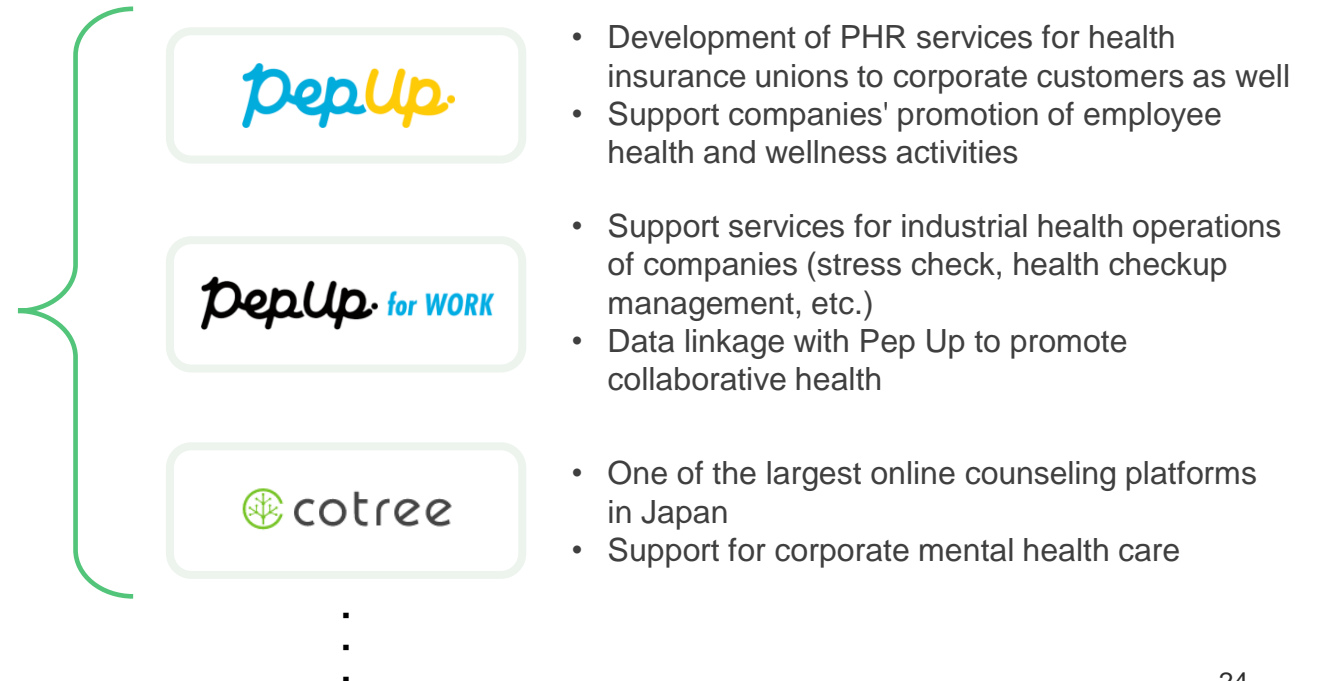 PepUp.
• Development of PHR services for health
insurance unions to corporate customers as well
• Support companies' promotion of employee
health and wellness activities
PepUp. for WORK
• Support services for industrial health operations
of companies (stress check, health checkup
management, etc.)
• Data linkage with Pep Up to promote
collaborative health
cotree
• One of the largest online counseling platforms
in Japan
• Support for corporate mental health care
24